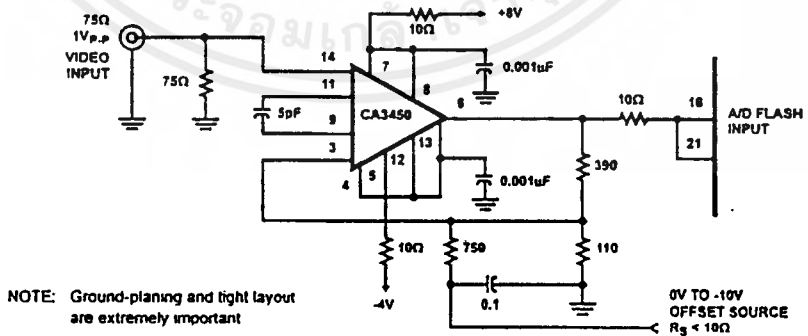 75Ω
1Vp.p
VIDEO
INPUT
75Ω
14
11
5pF
9
3
4
5
12
13
7
8
6
CA3450
10Ω
+8V
0.001uF
0.001uF
10Ω
-4V
10Ω
16
21
A/D FLASH
INPUT
390
750
110
0.1
0V TO -10V
OFFSET SOURCE
RS < 10Ω
NOTE: Ground-planing and tight layout
are extremely important